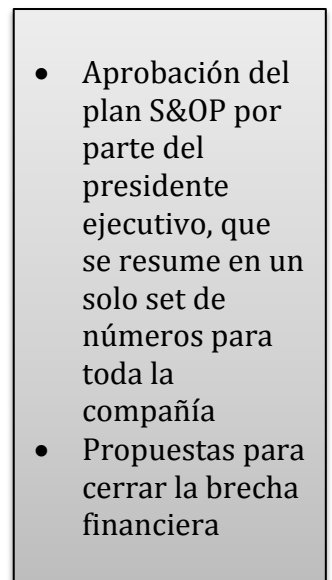 • Aprobación del
plan S&OP por
parte del
presidente
ejecutivo, que
se resume en un
solo set de
números para
toda la
compañía
• Propuestas para
cerrar la brecha
financiera